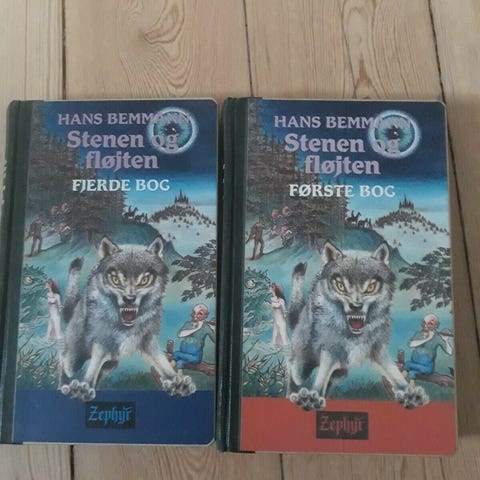 HANS BEMMANN
Stenen og
fløjten
FJERDE BOG
Zephyr
HANS BEMMANN
Stenen og
fløjten
FØRSTE BOG
Zephyr